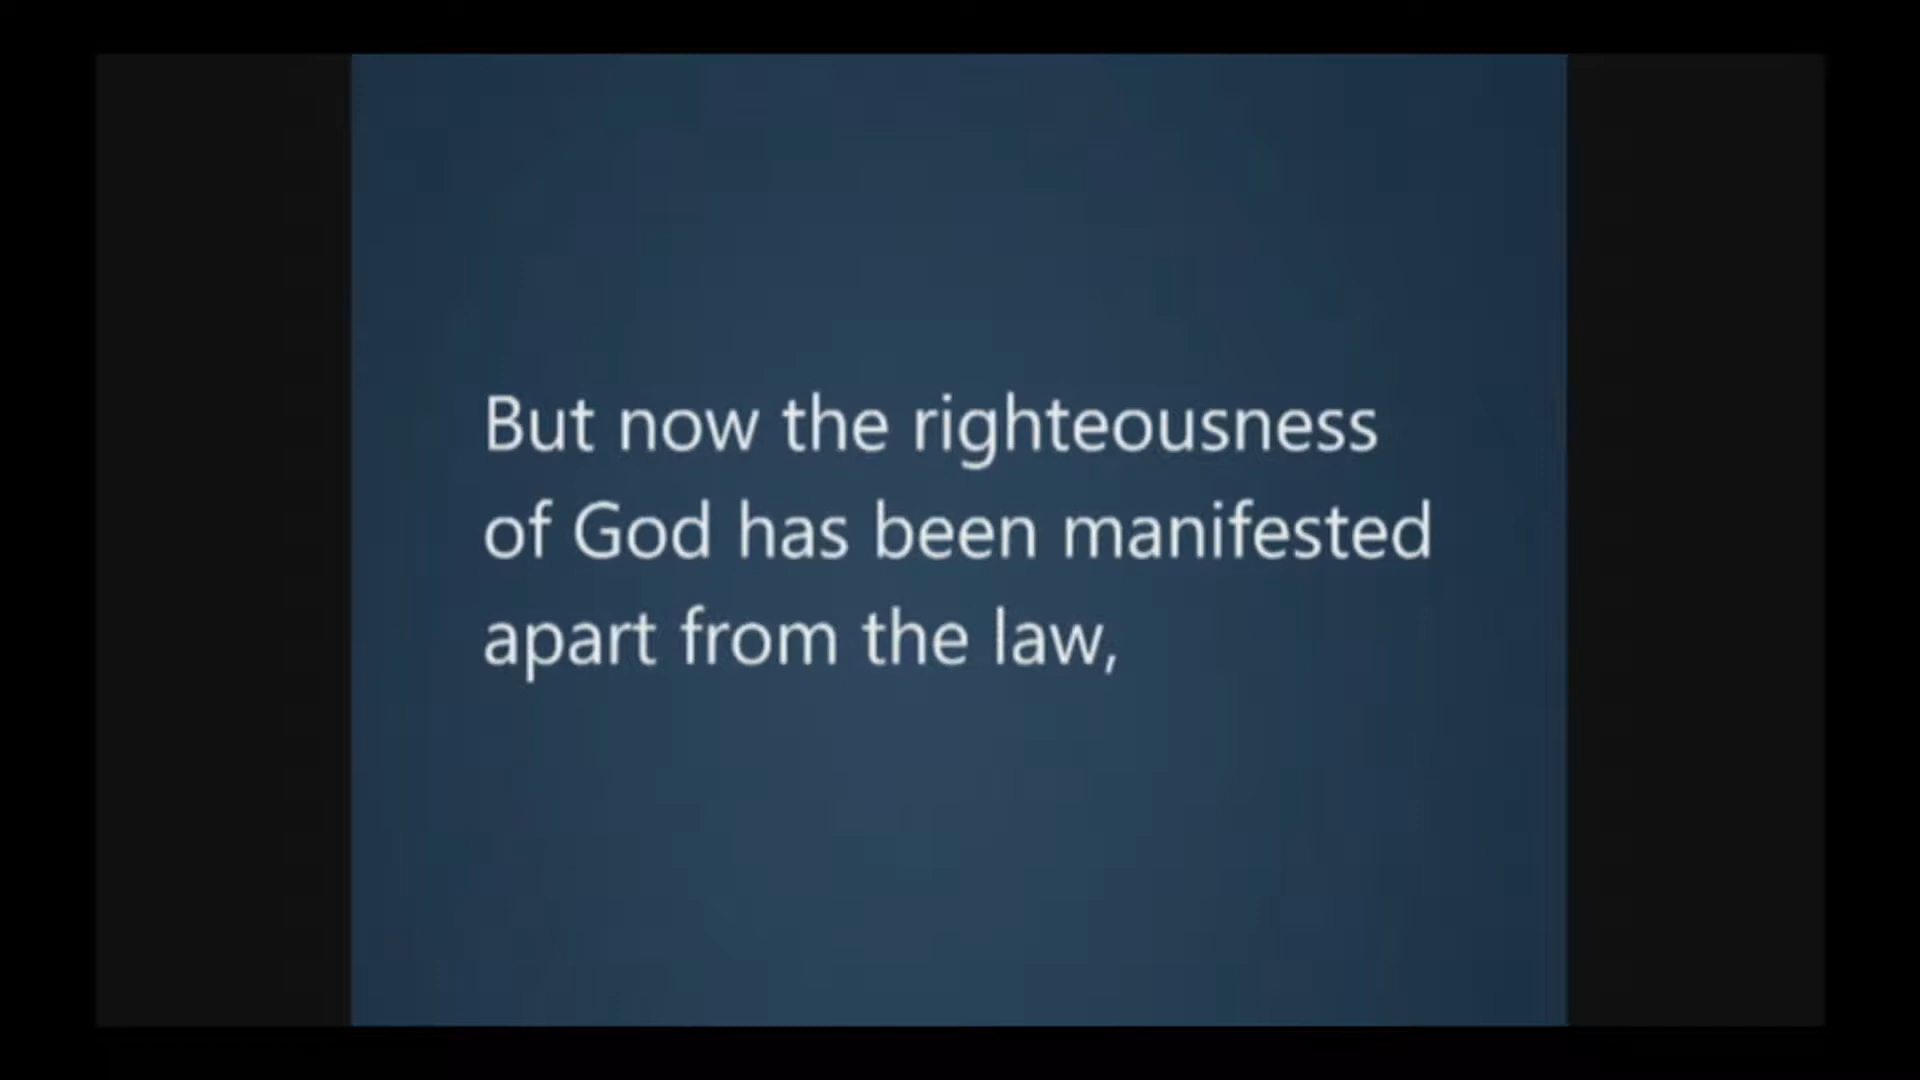 But now the righteousness
of God has been manifested
apart from the law,